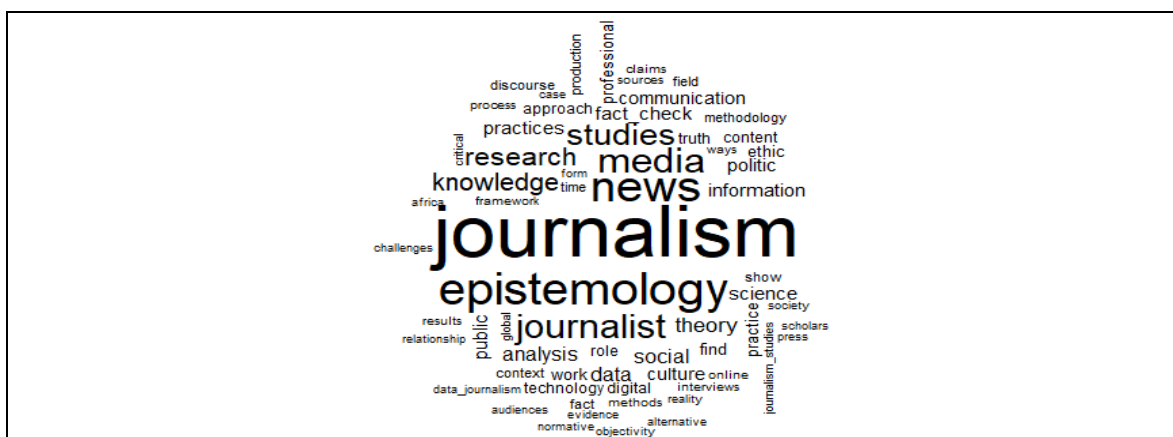 production
professional
claims
discourse
case
sources
field
communication
process
approach
fact_check
methodology
practices
studies
truth
content
critical
research
media
ways
ethic
politic
form
knowledge
time
news
information
africa
framework
journalism
challenges
epistemology
show
science
society
results
public
global
journalist
theory
practice
journalism_studies
scholars
press
relationship
analysis
role
social
find
context
work
data
culture
online
data_journalism
technology
digital
interviews
reality
audiences
fact
methods
evidence
alternative
normative
objectivity